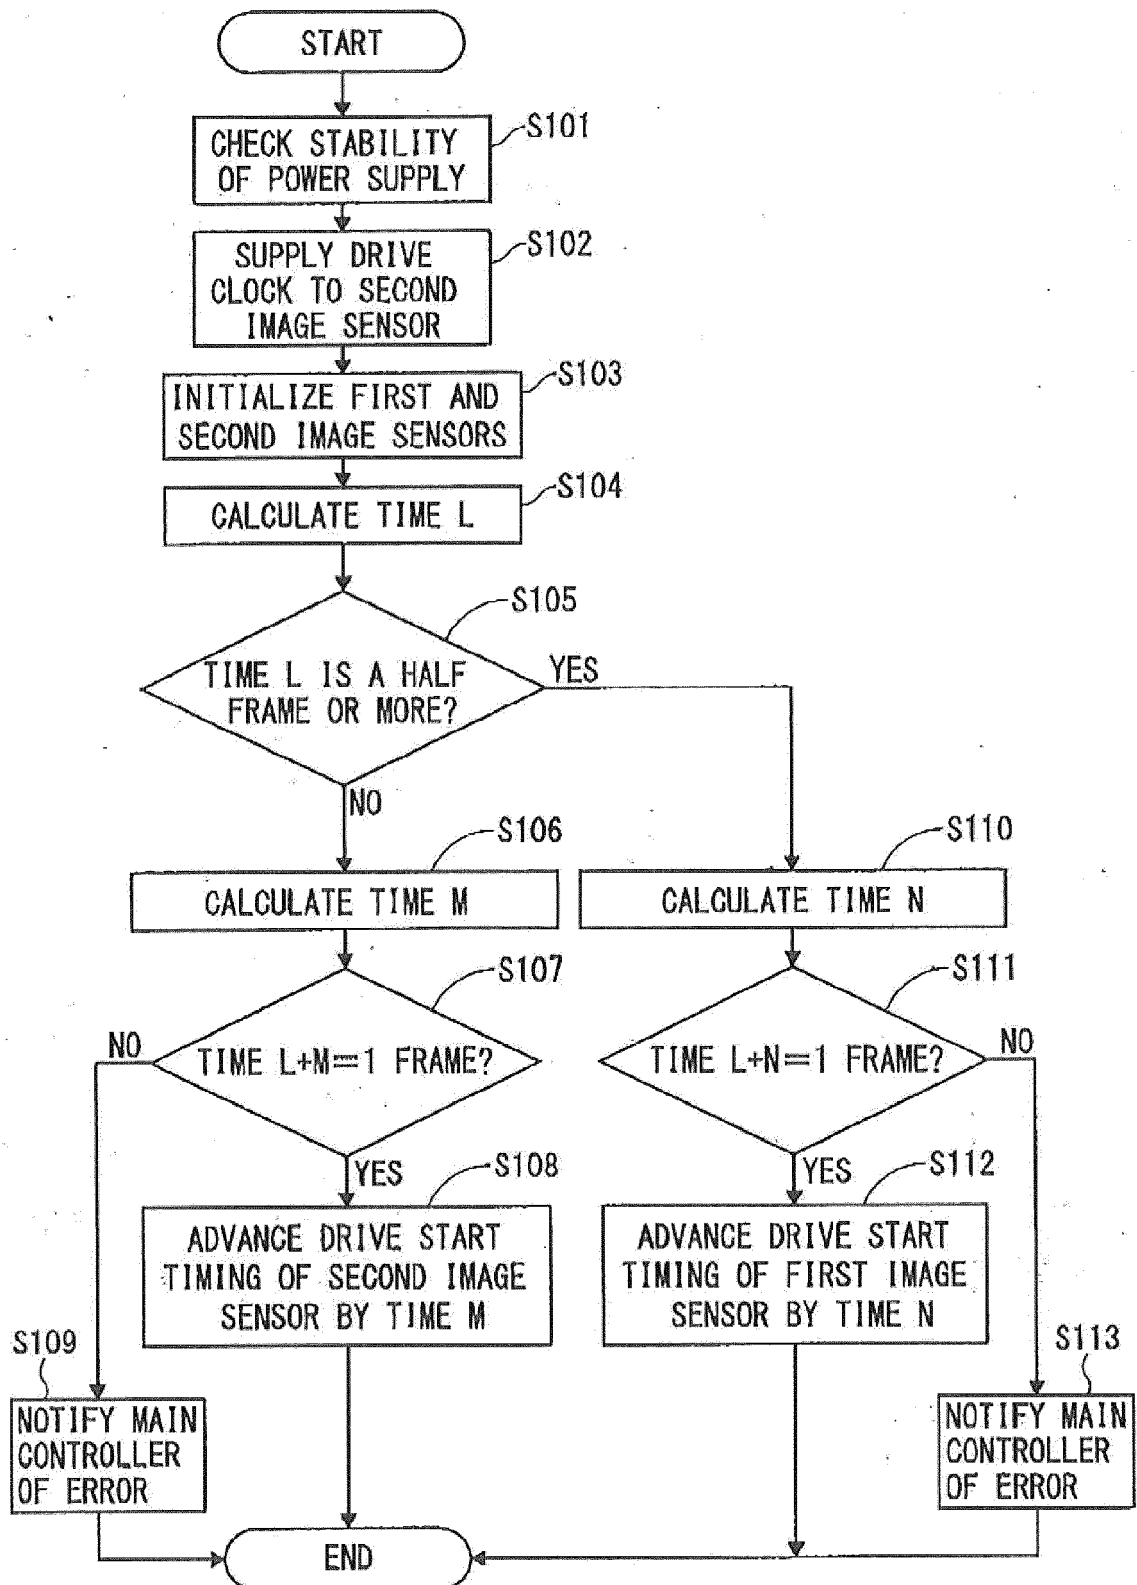 START
S101
CHECK STABILITY
OF POWER SUPPLY
S102
SUPPLY DRIVE
CLOCK TO SECOND
IMAGE SENSOR
S103
INITIALIZE FIRST AND
SECOND IMAGE SENSORS
S104
CALCULATE TIME L
S105
TIME L IS A HALF
FRAME OR MORE?
YES
NO
S106
CALCULATE TIME M
S110
CALCULATE TIME N
S107
TIME L+M=1 FRAME?
NO
YES
S111
TIME L+N=1 FRAME?
NO
YES
S108
ADVANCE DRIVE START
TIMING OF SECOND IMAGE
SENSOR BY TIME M
S112
ADVANCE DRIVE START
TIMING OF FIRST IMAGE
SENSOR BY TIME N
S109
NOTIFY MAIN
CONTROLLER
OF ERROR
S113
NOTIFY MAIN
CONTROLLER
OF ERROR
END